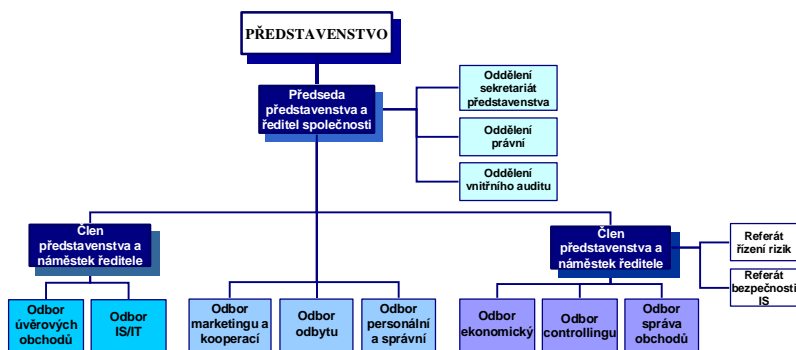 PŘEDSTAVENSTVO
Předseda
představenstva a
ředitel společnosti
Oddělení
sekretariát
představenstva
Oddělení
právní
Oddělení
vnitřního auditu
Člen
představenstva a
náměstek ředitele
Člen
představenstva a
náměstek ředitele
Referát
řízení rizik
Referát
bezpečnosti
IS
Odbor
úvěrových
obchodů
Odbor
IS/IT
Odbor
marketingu a
kooperací
Odbor
odbytu
Odbor
personální
a správní
Odbor
ekonomický
Odbor
controllingu
Odbor
správa
obchodů